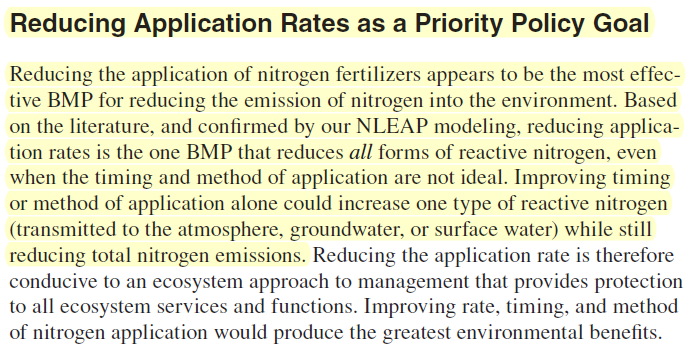 Reducing Application Rates as a Priority Policy Goal
Reducing the application of nitrogen fertilizers appears to be the most effec-
tive BMP for reducing the emission of nitrogen into the environment. Based
on the literature, and confirmed by our NLEAP modeling, reducing applica-
tion rates is the one BMP that reduces all forms of reactive nitrogen, even
when the timing and method of application are not ideal. Improving timing
or method of application alone could increase one type of reactive nitrogen
(transmitted to the atmosphere, groundwater, or surface water) while still
reducing total nitrogen emissions. Reducing the application rate is therefore
conducive to an ecosystem approach to management that provides protection
to all ecosystem services and functions. Improving rate, timing, and method
of nitrogen application would produce the greatest environmental benefits.